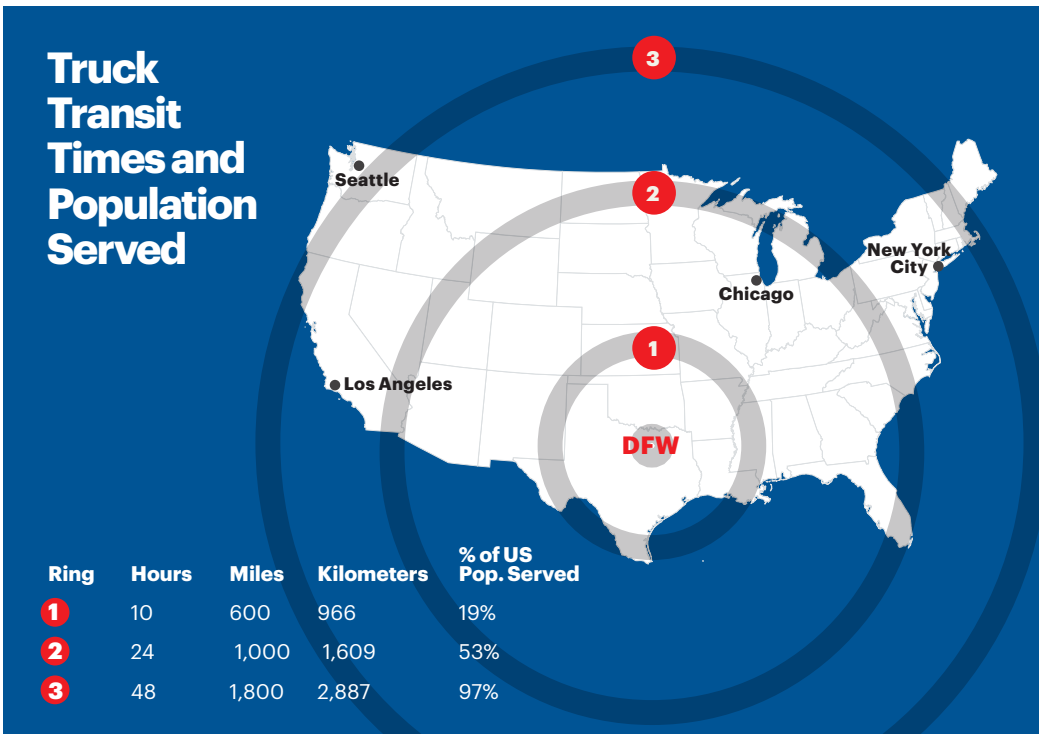 Truck
Transit
Times and
Population
Served
3
Seattle
2
New York
City
Chicago
1
Los Angeles
DFW
Ring Hours Miles Kilometers % of US Pop. Served
1 10 600 966 19%
2 24 1,000 1,609 53%
3 48 1,800 2,887 97%